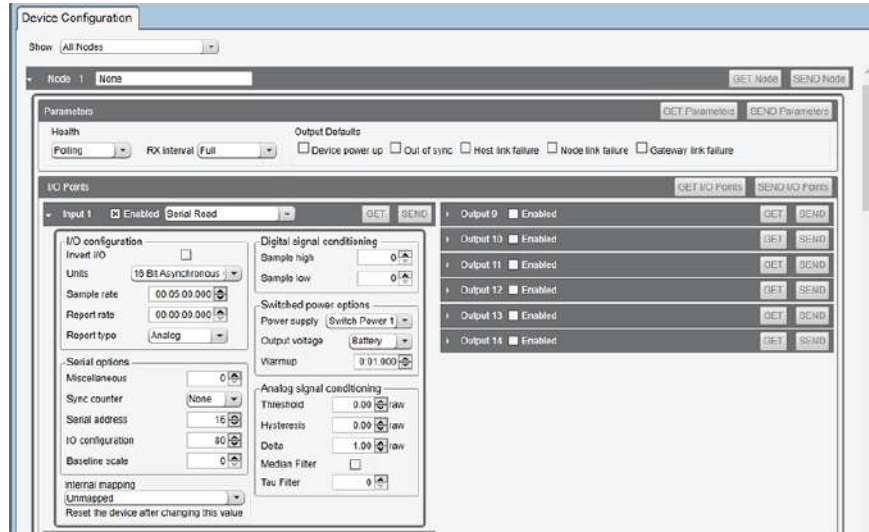 Device Configuration
Show All Nodes
Node 1 None GET Node SEND Node
Parameters GET Parameters SEND Parameters
Health Output Defaults
Polling RX Interval Full Device power up Out of sync Host link failure Node link failure Gateway link failure
I/O Points GET I/O Points SEND I/O Points
Input 1 Enabled Serial Read GET SEND
I/O configuration
Invert I/O
Units 16 Bit Asynchronous
Sample rate 00:05:00.000
Report rate 00:00:00.000
Report type Analog
Serial options
Miscellaneous 0
Sync counter None
Serial address 16
IO configuration 80
Baseline scale 0
Internal mapping
Unmapped
Reset the device after changing this value
Digital signal conditioning
Sample high 0
Sample low 0
Switched power options
Power supply Switch Power 1
Output voltage Battery
Warmup 0:01.000
Analog signal conditioning
Threshold 0.00 raw
Hysteresis 0.00 raw
Delta 1.00 raw
Median Filter
Tau Filter 0
Output 9 Enabled GET SEND
Output 10 Enabled GET SEND
Output 11 Enabled GET SEND
Output 12 Enabled GET SEND
Output 13 Enabled GET SEND
Output 14 Enabled GET SEND